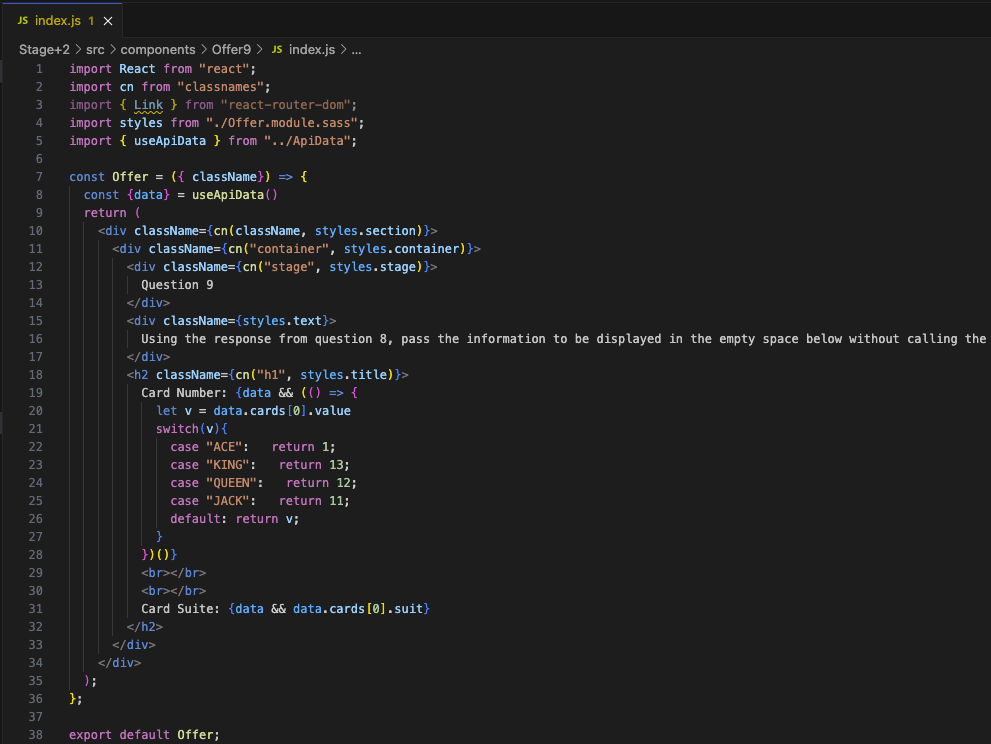 JS index.js 1 ×
Stage+2 > src > components > Offer9 > JS index.js > ...
1 import React from "react";
2 import cn from "classnames";
3 import { Link } from "react-router-dom";
4 import styles from "./Offer.module.sass";
5 import { useApiData } from "../ApiData";
6
7 const Offer = ({ className}) => {
8 const {data} = useApiData()
9 return (
10 <div className={cn(className, styles.section)}>
11 <div className={cn("container", styles.container)}>
12 <div className={cn("stage", styles.stage)}>
13 Question 9
14 </div>
15 <div className={styles.text}>
16 Using the response from question 8, pass the information to be displayed in the empty space below without calling the
17 </div>
18 <h2 className={cn("h1", styles.title)}>
19 Card Number: {data && (() => {
20 let v = data.cards[0].value
21 switch(v){
22 case "ACE":   return 1;
23 case "KING":   return 13;
24 case "QUEEN":   return 12;
25 case "JACK":   return 11;
26 default: return v;
27 }
28 })()}
29 <br></br>
30 <br></br>
31 Card Suite: {data && data.cards[0].suit}
32 </h2>
33 </div>
34 </div>
35 );
36 };
37
38 export default Offer;